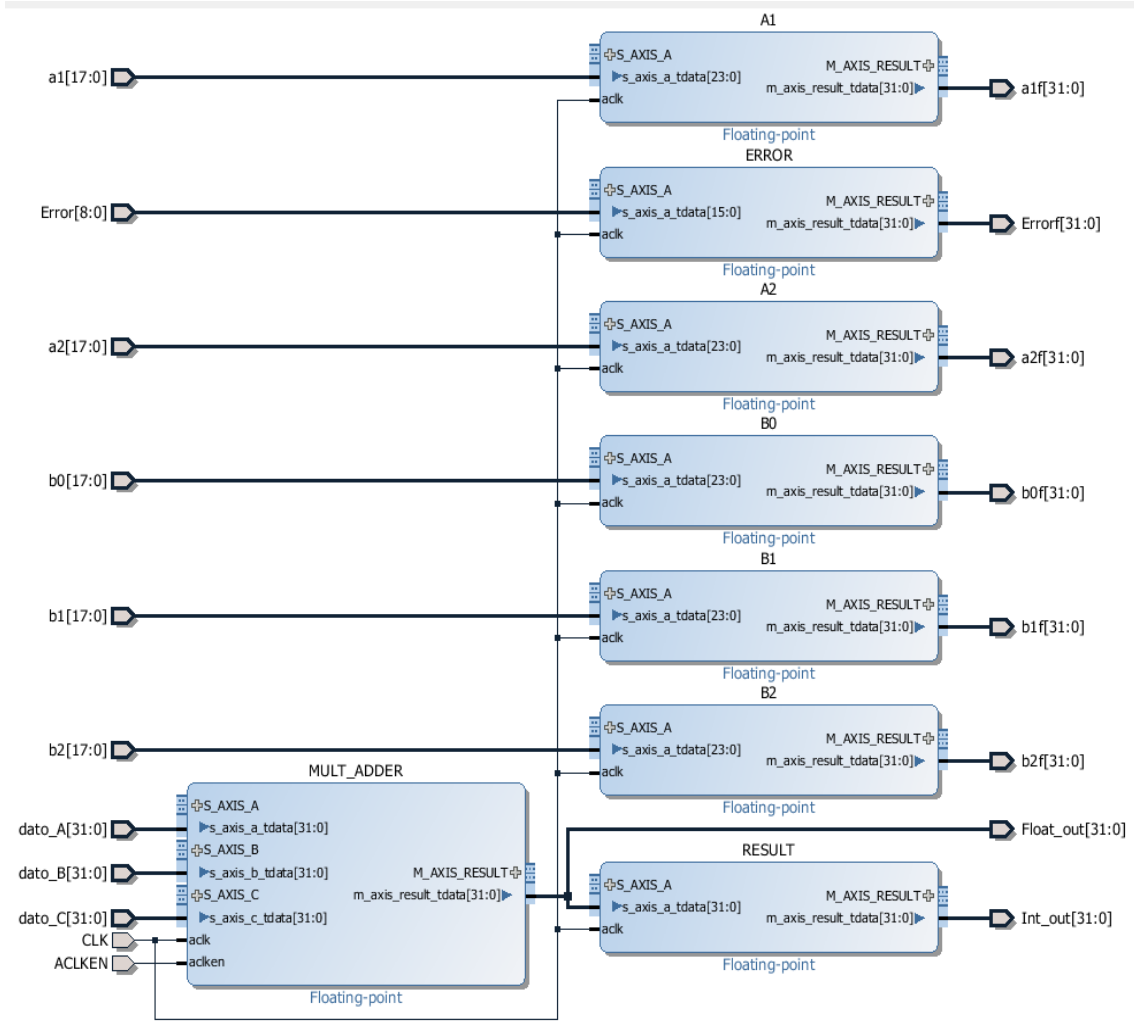 A1
S_AXIS_A
M_AXIS_RESULT
a1[17:0]
s_axis_a_tdata[23:0]
m_axis_result_tdata[31:0]
a1f[31:0]
aclk
Floating-point
ERROR
S_AXIS_A
M_AXIS_RESULT
Error[8:0]
s_axis_a_tdata[15:0]
m_axis_result_tdata[31:0]
Errorf[31:0]
aclk
Floating-point
A2
S_AXIS_A
M_AXIS_RESULT
a2[17:0]
s_axis_a_tdata[23:0]
m_axis_result_tdata[31:0]
a2f[31:0]
aclk
Floating-point
B0
S_AXIS_A
M_AXIS_RESULT
b0[17:0]
s_axis_a_tdata[23:0]
m_axis_result_tdata[31:0]
b0f[31:0]
aclk
Floating-point
B1
S_AXIS_A
M_AXIS_RESULT
b1[17:0]
s_axis_a_tdata[23:0]
m_axis_result_tdata[31:0]
b1f[31:0]
aclk
Floating-point
B2
S_AXIS_A
M_AXIS_RESULT
b2[17:0]
s_axis_a_tdata[23:0]
m_axis_result_tdata[31:0]
b2f[31:0]
aclk
Floating-point
MULT_ADDER
S_AXIS_A
dato_A[31:0]
s_axis_a_tdata[31:0]
S_AXIS_B
dato_B[31:0]
s_axis_b_tdata[31:0]
M_AXIS_RESULT
S_AXIS_C
m_axis_result_tdata[31:0]
dato_C[31:0]
s_axis_c_tdata[31:0]
CLK
aclk
ACLKEN
aclken
Floating-point
Float_out[31:0]
RESULT
S_AXIS_A
M_AXIS_RESULT
s_axis_a_tdata[31:0]
m_axis_result_tdata[31:0]
Int_out[31:0]
aclk
Floating-point